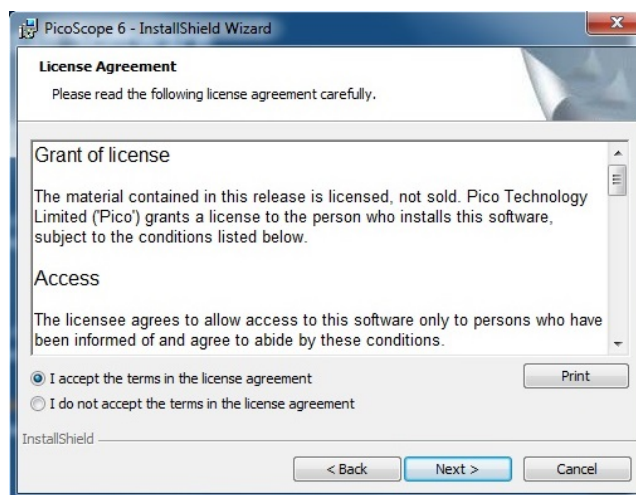 PicoScope 6 - InstallShield Wizard
License Agreement
Please read the following license agreement carefully.
Grant of license
The material contained in this release is licensed, not sold. Pico Technology
Limited ('Pico') grants a license to the person who installs this software,
subject to the conditions listed below.
Access
The licensee agrees to allow access to this software only to persons who have
been informed of and agree to abide by these conditions.
I accept the terms in the license agreement
Print
I do not accept the terms in the license agreement
InstallShield
< Back
Next >
Cancel